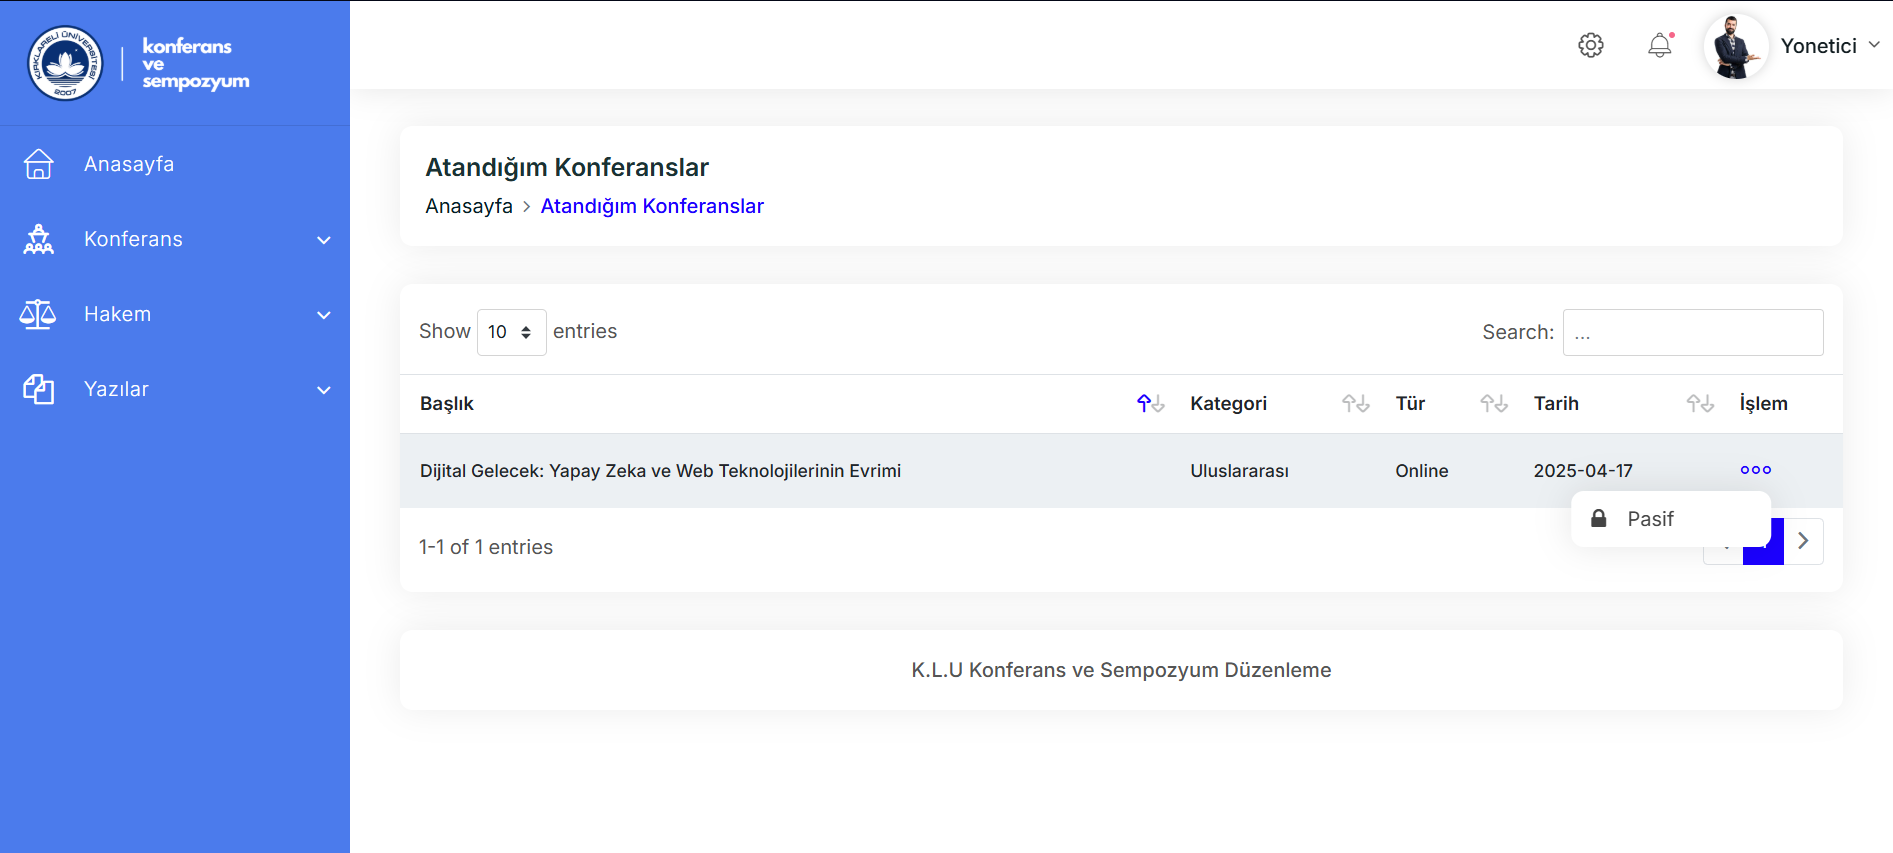 KIRKLARELİ ÜNİVERSİTESİ
2007
konferans
ve
sempozyum
Yonetici
Anasayfa
Konferans
Hakem
Yazılar
Atandığım Konferanslar
Anasayfa > Atandığım Konferanslar
Show 10 entries
Search: ...
Başlık Kategori Tür Tarih İşlem
Dijital Gelecek: Yapay Zeka ve Web Teknolojilerinin Evrimi Uluslararası Online 2025-04-17
Pasif
1-1 of 1 entries
K.L.U Konferans ve Sempozyum Düzenleme